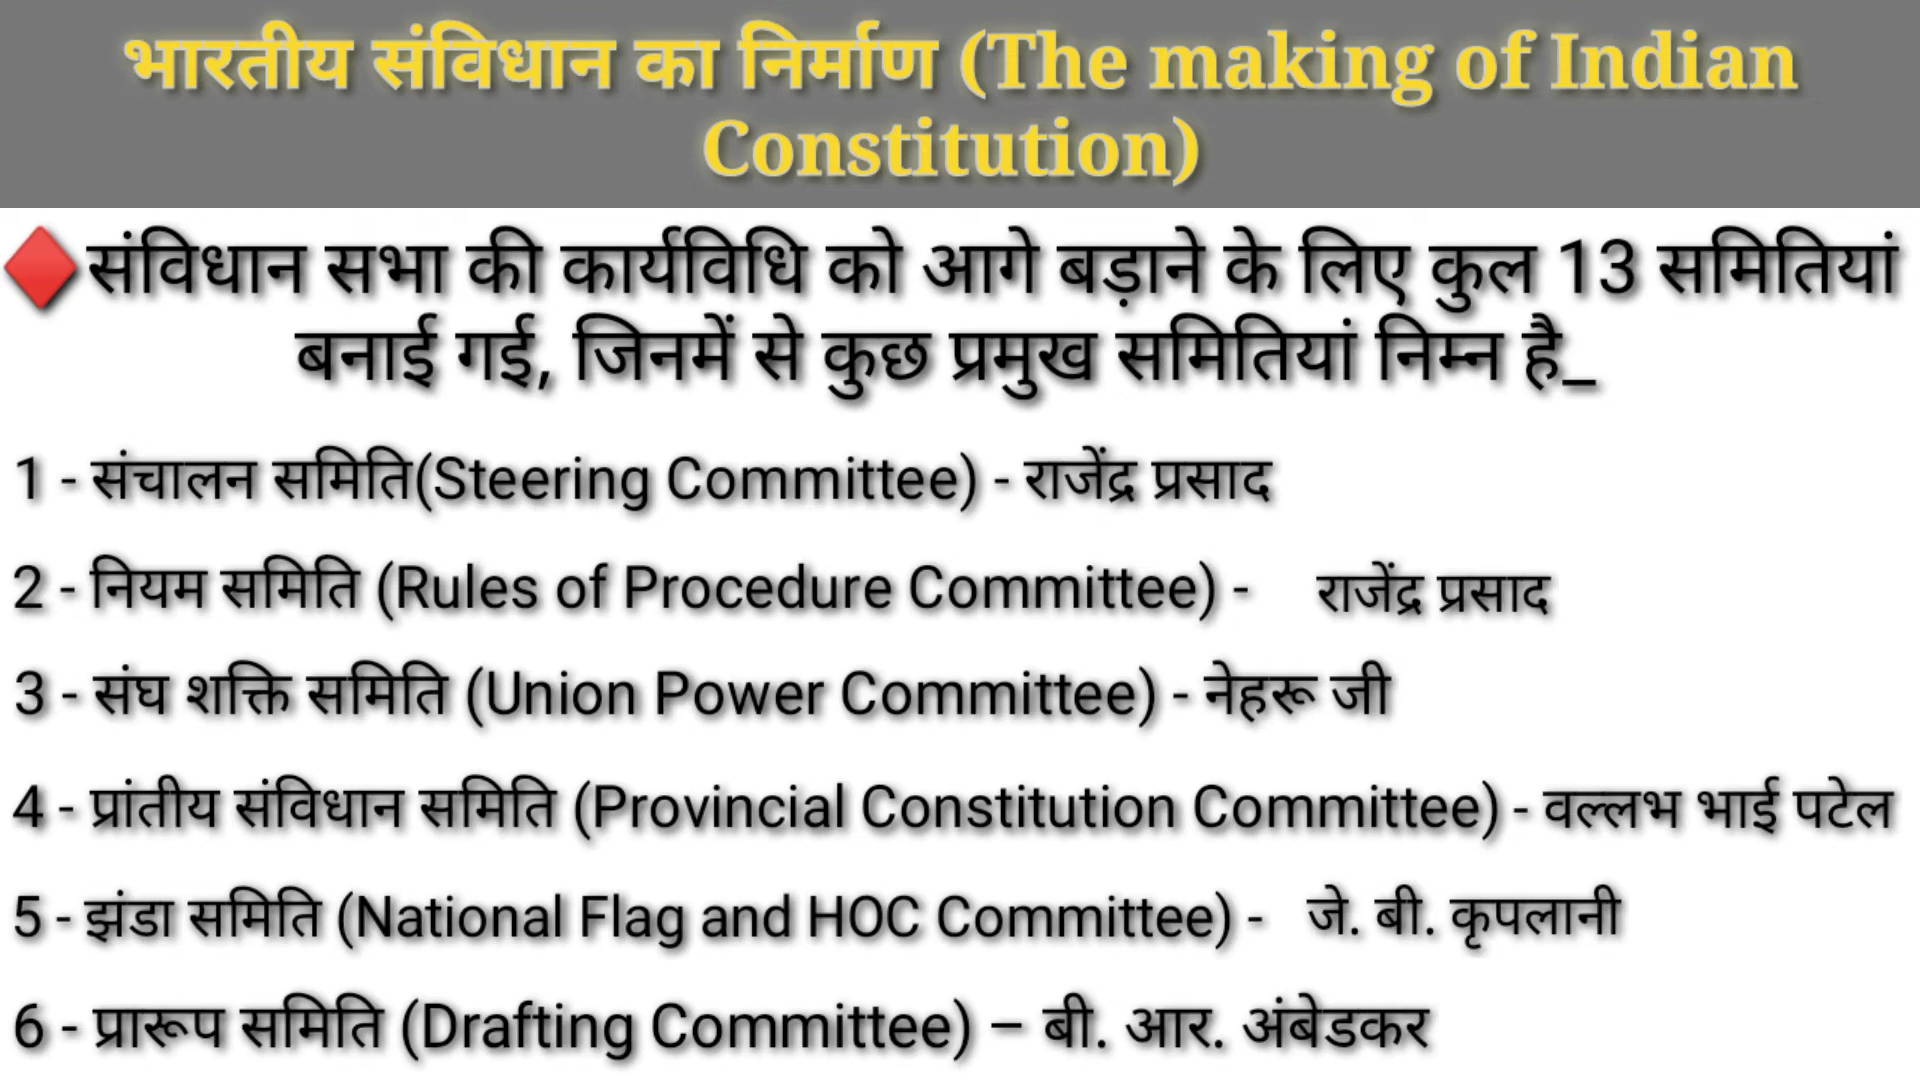 भारतीय संविधान का निर्माण (The making of Indian
Constitution)
♦संविधान सभा की कार्यविधि को आगे बड़ाने के लिए कुल 13 समितियां
बनाई गई, जिनमें से कुछ प्रमुख समितियां निम्न है_
1 - संचालन समिति(Steering Committee) - राजेंद्र प्रसाद
2 - नियम समिति (Rules of Procedure Committee) - राजेंद्र प्रसाद
3 - संघ शक्ति समिति (Union Power Committee) - नेहरू जी
4 - प्रांतीय संविधान समिति (Provincial Constitution Committee) - वल्लभ भाई पटेल
5 - झंडा समिति (National Flag and HOC Committee) - जे. बी. कृपलानी
6 - प्रारूप समिति (Drafting Committee) – बी. आर. अंबेडकर